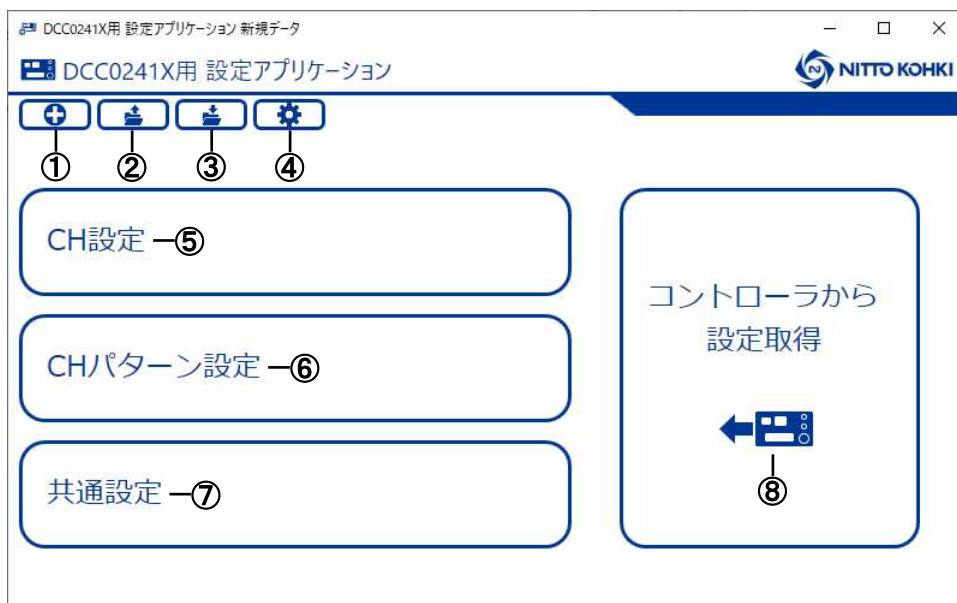 DCC0241X用 設定アプリケーション 新規データ
DCC0241X用 設定アプリケーション
NITTO KOHKI
① ② ③ ④
CH設定 ⑤
CHパターン設定 ⑥
共通設定 ⑦
コントローラから
設定取得
⑧